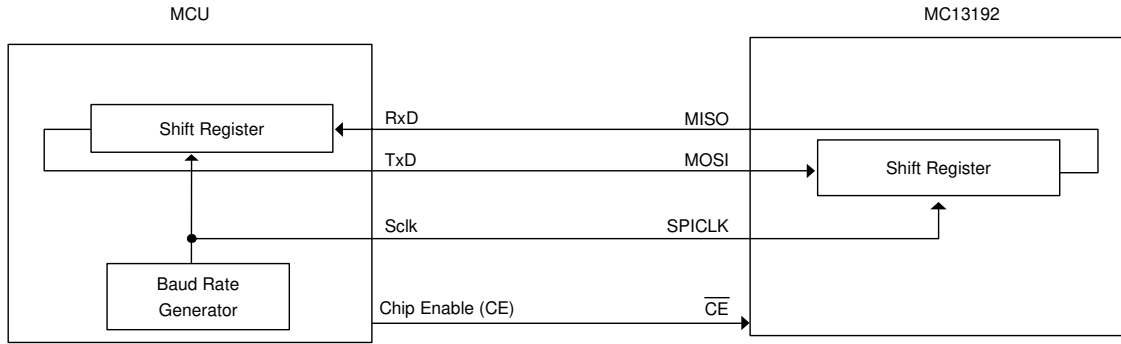 MCU
MC13192
Shift Register
RxD
MISO
TxD
MOSI
Shift Register
Sclk
SPICLK
Baud Rate
Generator
Chip Enable (CE)
CE